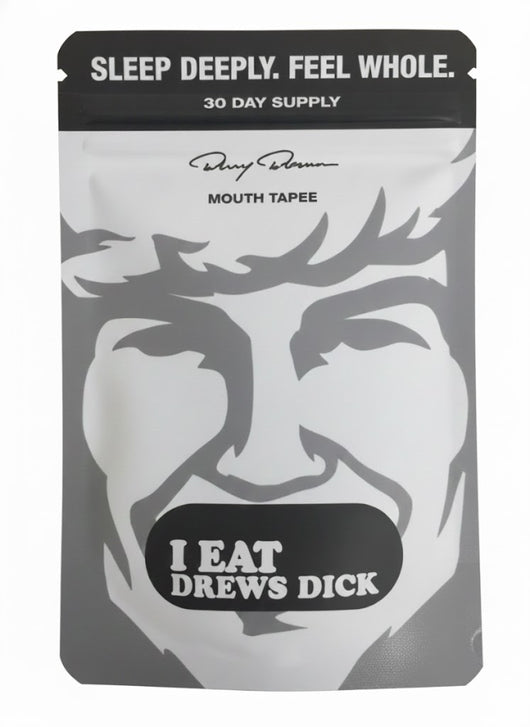 SLEEP DEEPLY. FEEL WHOLE.
30 DAY SUPPLY
MOUTH TAPEE
I EAT
DREWS DICK